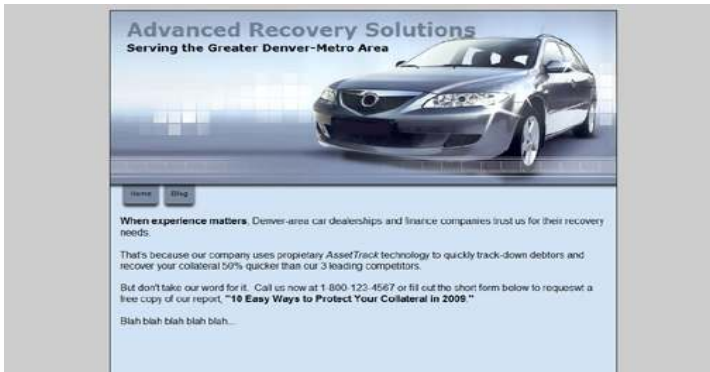 Advanced Recovery Solutions
Serving the Greater Denver-Metro Area
Home Blog
When experience matters, Denver-area car dealerships and finance companies trust us for their recovery
needs.
That's because our company uses propietary AssetTrack technology to quickly track-down debtors and
recover your collateral 50% quicker than our 3 leading competitors.
But don't take our word for it. Call us now at 1-800-123-4567 or fill out the short form below to requeswt a
free copy of our report, "10 Easy Ways to Protect Your Collateral in 2009."
Blah blah blah blah blah...